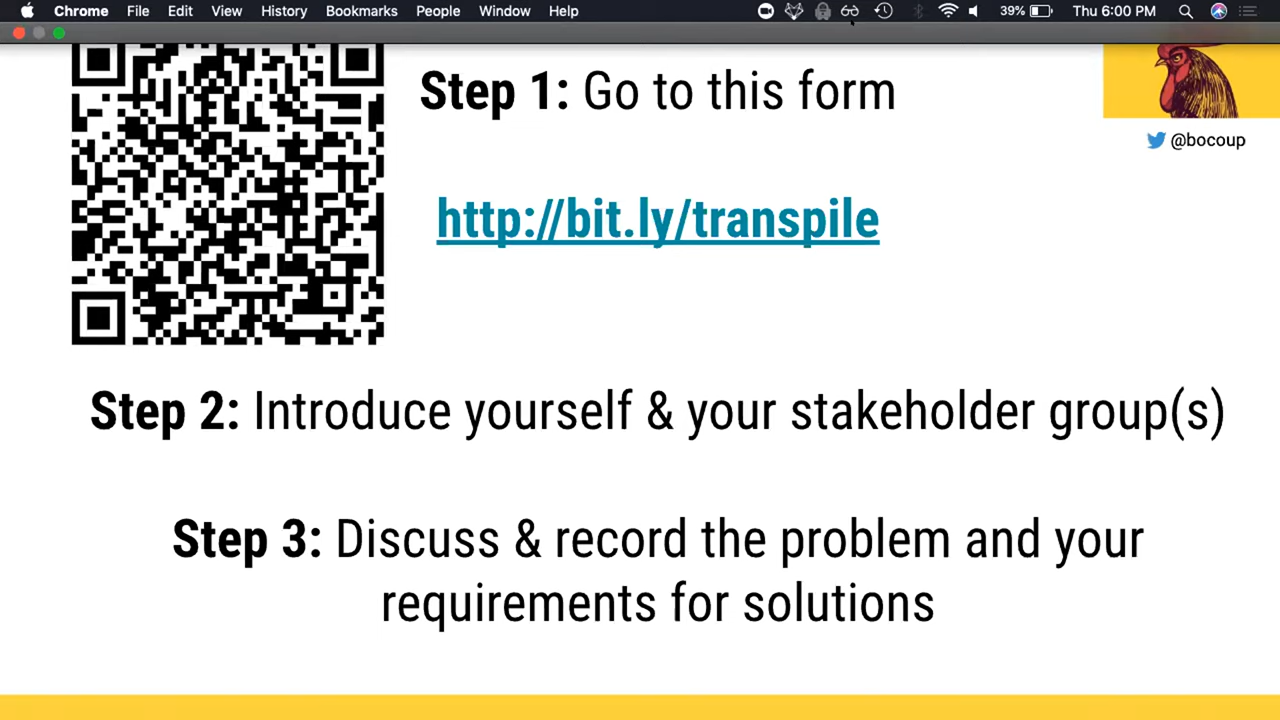 Chrome File Edit View History Bookmarks People Window Help 39% Thu 6:00 PM
Step 1: Go to this form
@bocoup
http://bit.ly/transpile
Step 2: Introduce yourself & your stakeholder group(s)
Step 3: Discuss & record the problem and your
requirements for solutions